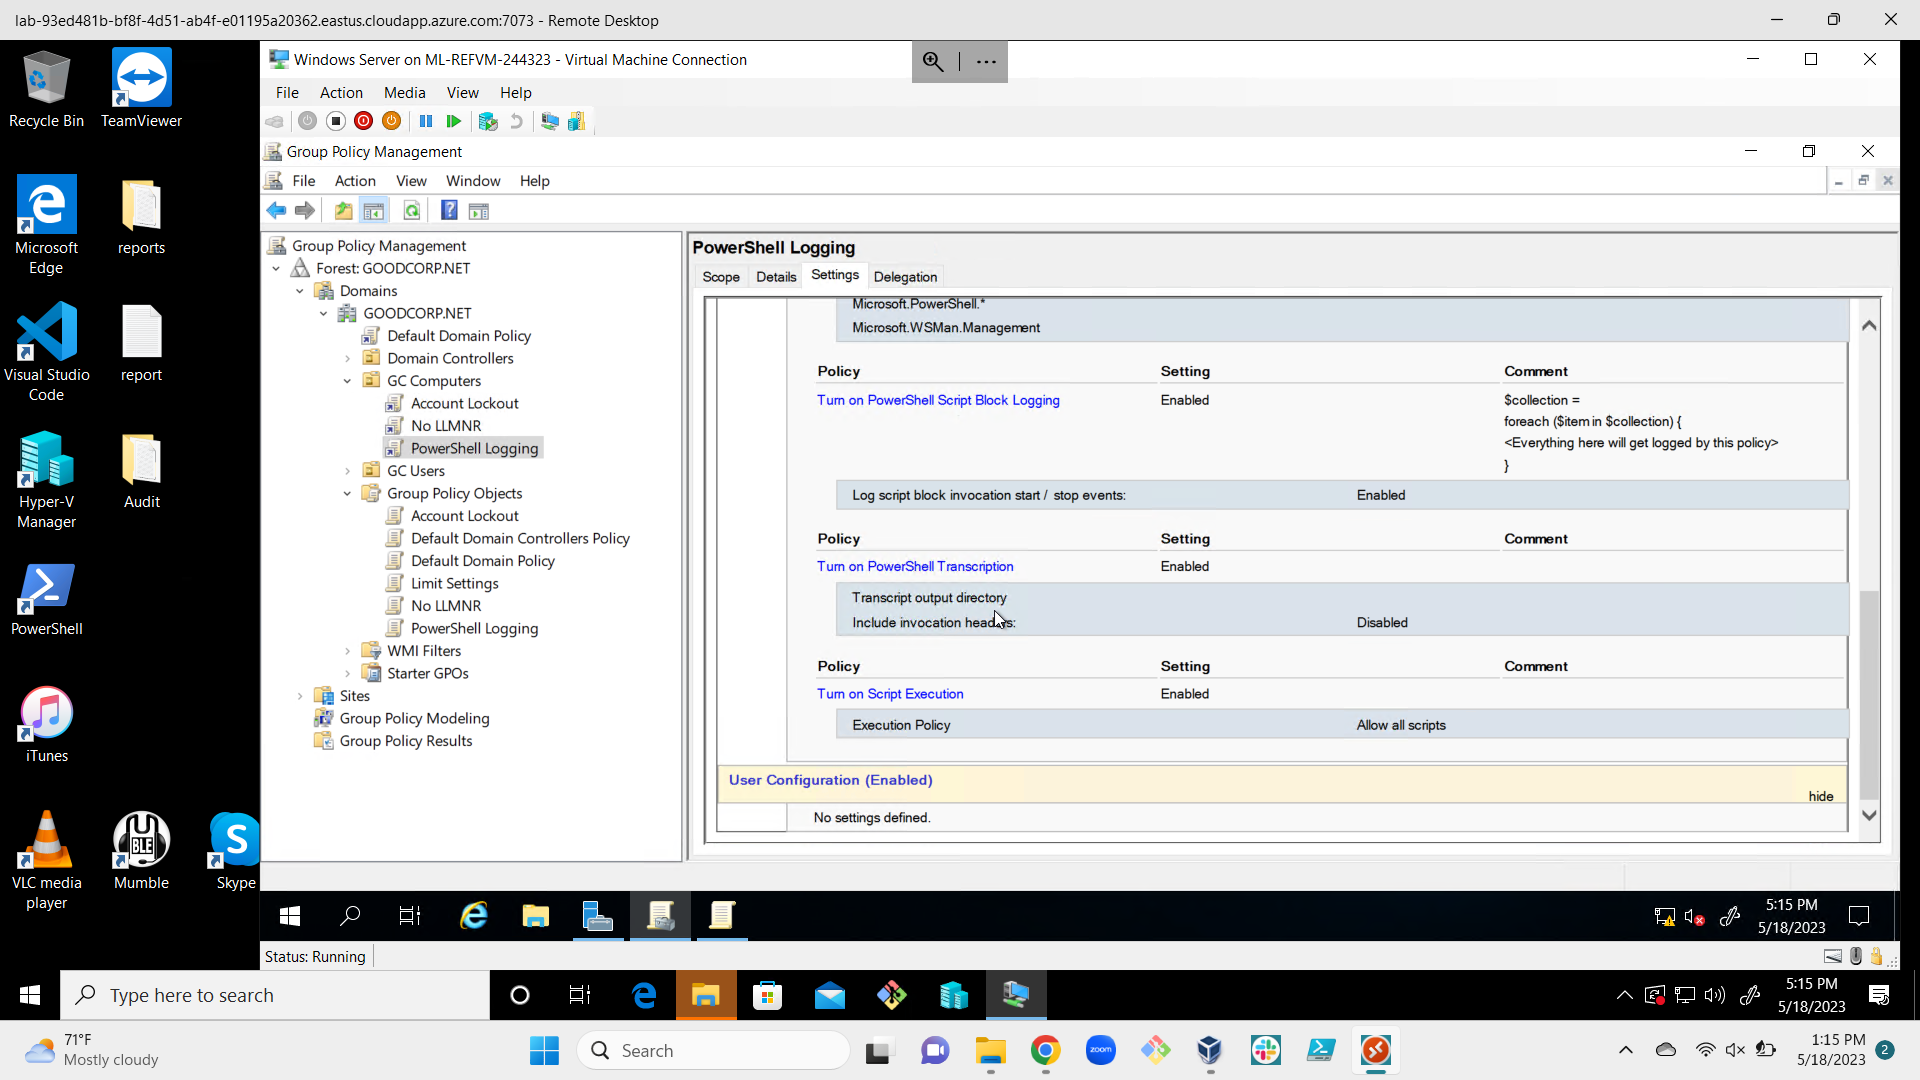 lab-93ed481b-bf8f-4d51-ab4f-e01195a20362.eastus.cloudapp.azure.com:7073 - Remote Desktop
Recycle Bin
TeamViewer
Microsoft Edge
reports
Visual Studio Code
report
Hyper-V Manager
Audit
PowerShell
iTunes
VLC media player
Mumble
Skype
Windows Server on ML-REFVM-244323 - Virtual Machine Connection
File Action Media View Help
Group Policy Management
File Action View Window Help
Group Policy Management
Forest: GOODCORP.NET
Domains
GOODCORP.NET
Default Domain Policy
Domain Controllers
GC Computers
Account Lockout
No LLMNR
PowerShell Logging
GC Users
Group Policy Objects
Account Lockout
Default Domain Controllers Policy
Default Domain Policy
Limit Settings
No LLMNR
PowerShell Logging
WMI Filters
Starter GPOs
Sites
Group Policy Modeling
Group Policy Results
PowerShell Logging
Scope Details Settings Delegation
Microsoft.PowerShell.*
Microsoft.WSMan.Management
Policy Setting Comment
Turn on PowerShell Script Block Logging Enabled $collection =
foreach ($item in $collection) {
<Everything here will get logged by this policy>
}
Log script block invocation start / stop events: Enabled
Policy Setting Comment
Turn on PowerShell Transcription Enabled
Transcript output directory
Include invocation headers: Disabled
Policy Setting Comment
Turn on Script Execution Enabled
Execution Policy Allow all scripts
User Configuration (Enabled)
hide
No settings defined.
5:15 PM
5/18/2023
Status: Running
Type here to search
5:15 PM
5/18/2023
71°F
Mostly cloudy
Search
zoom
1:15 PM
5/18/2023
2